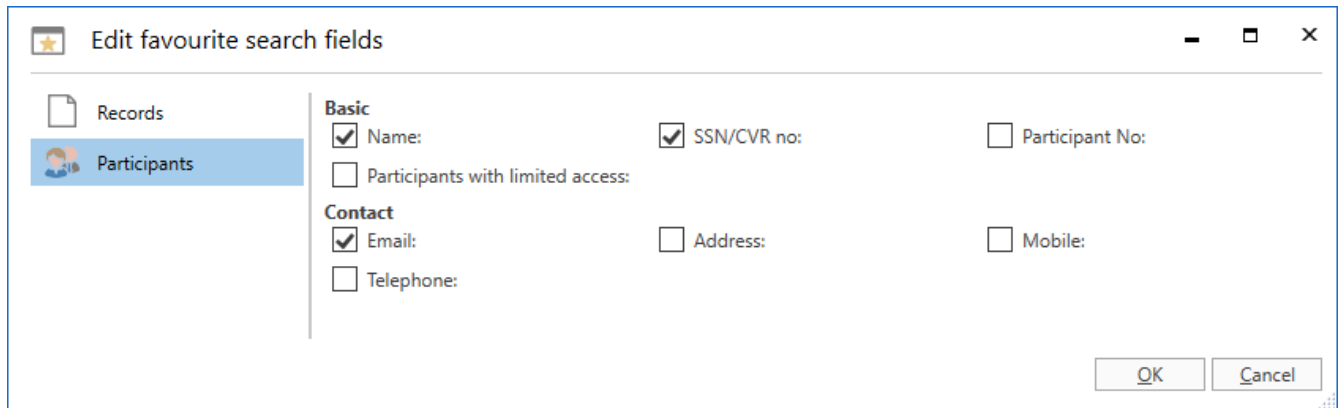 Edit favourite search fields
Records
Participants
Basic
Name: SSN/CVR no: Participant No:
Participants with limited access:
Contact
Email: Address: Mobile:
Telephone:
OK Cancel